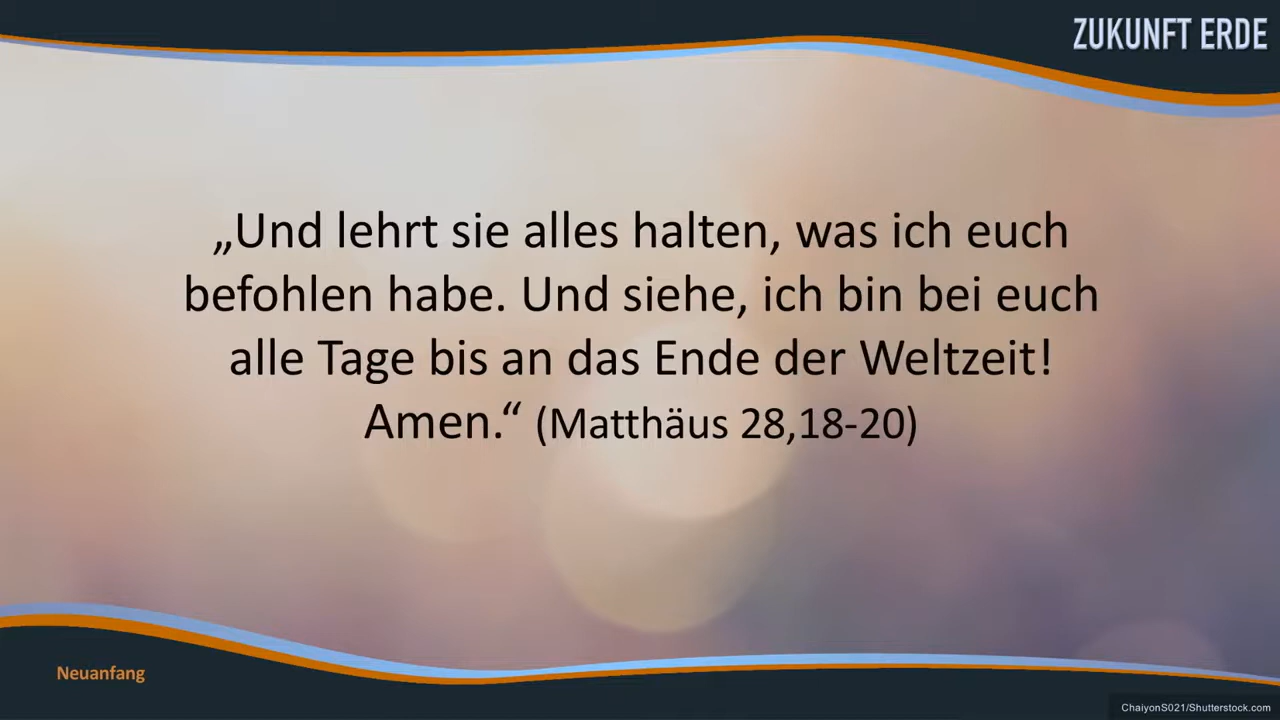 ZUKUNFT ERDE
„Und lehrt sie alles halten, was ich euch
befohlen habe. Und siehe, ich bin bei euch
alle Tage bis an das Ende der Weltzeit!
Amen.“ (Matthäus 28,18-20)
Neuanfang
ChaiyonS021/Shutterstock.com